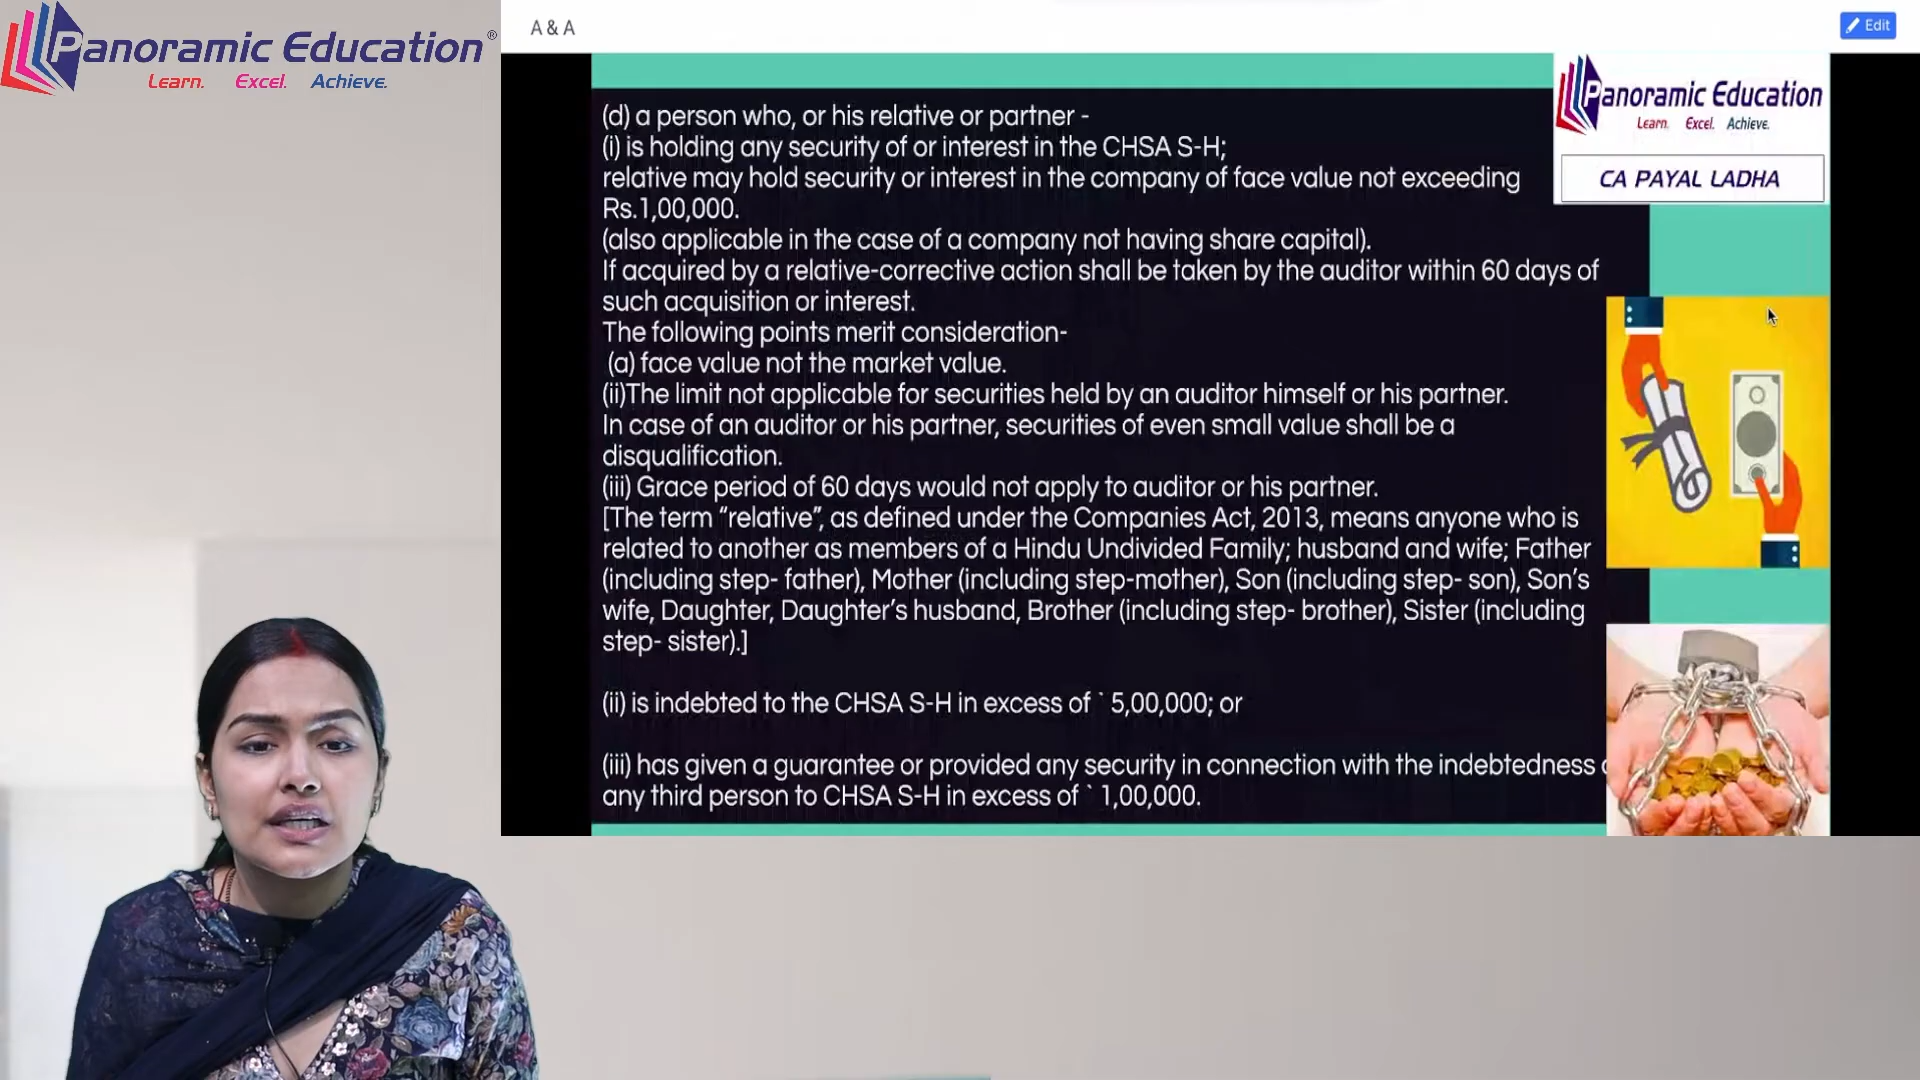 Panoramic Education®
Learn. Excel. Achieve.
A & A
Edit
Panoramic Education
Learn. Excel. Achieve.
CA PAYAL LADHA
(d) a person who, or his relative or partner -
(i) is holding any security of or interest in the CHSA S-H;
relative may hold security or interest in the company of face value not exceeding
Rs.1,00,000.
(also applicable in the case of a company not having share capital).
If acquired by a relative-corrective action shall be taken by the auditor within 60 days of
such acquisition or interest.
The following points merit consideration-
(a) face value not the market value.
(ii)The limit not applicable for securities held by an auditor himself or his partner.
In case of an auditor or his partner, securities of even small value shall be a
disqualification.
(iii) Grace period of 60 days would not apply to auditor or his partner.
[The term “relative”, as defined under the Companies Act, 2013, means anyone who is
related to another as members of a Hindu Undivided Family; husband and wife; Father
(including step- father), Mother (including step-mother), Son (including step- son), Son’s
wife, Daughter, Daughter’s husband, Brother (including step- brother), Sister (including
step- sister).]
(ii) is indebted to the CHSA S-H in excess of ` 5,00,000; or
(iii) has given a guarantee or provided any security in connection with the indebtedness
any third person to CHSA S-H in excess of ` 1,00,000.